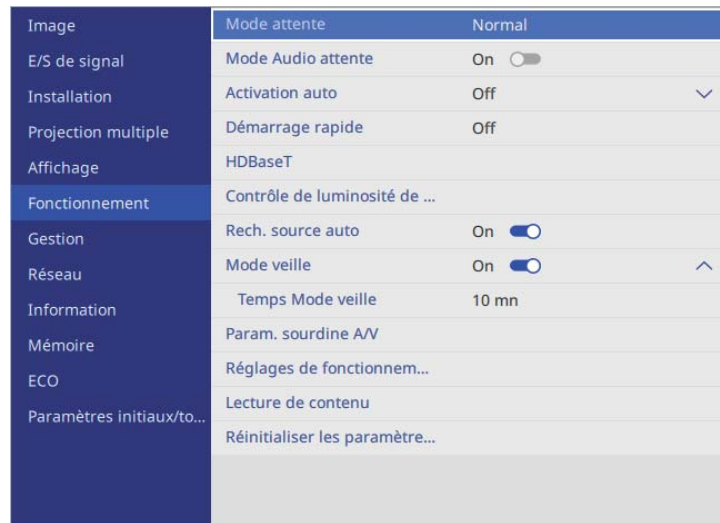 Image
E/S de signal
Installation
Projection multiple
Affichage
Fonctionnement
Gestion
Réseau
Information
Mémoire
ECO
Paramètres initiaux/to...
Mode attente Normal
Mode Audio attente On
Activation auto Off
Démarrage rapide Off
HDBaseT
Contrôle de luminosité de ...
Rech. source auto On
Mode veille On
Temps Mode veille 10 mn
Param. sourdine A/V
Réglages de fonctionnem...
Lecture de contenu
Réinitialiser les paramètre...